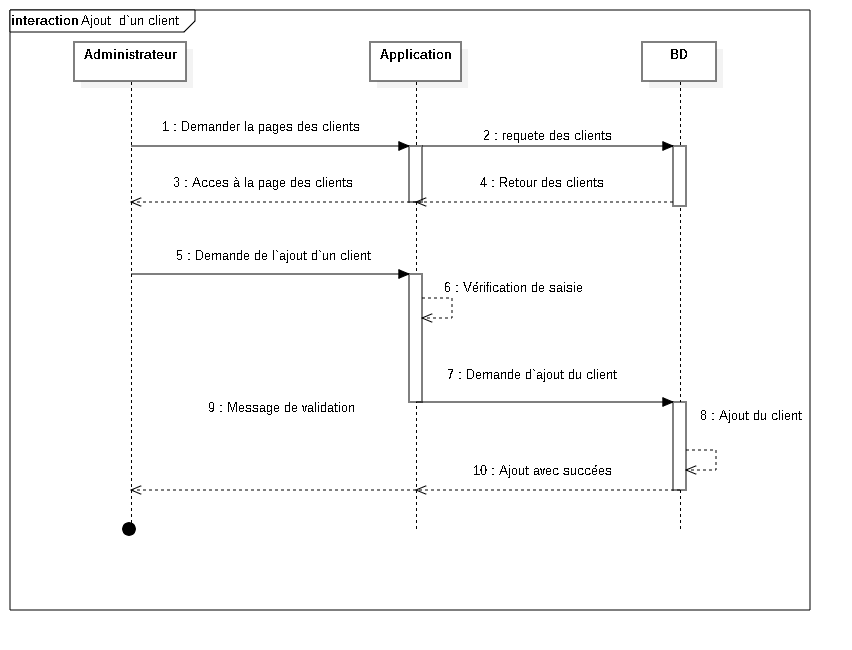 interaction Ajout d`un client
Administrateur
Application
BD
1 : Demander la pages des clients
2 : requete des clients
3 : Acces à la page des clients
4 : Retour des clients
5 : Demande de l`ajout d`un client
6 : Vérification de saisie
7 : Demande d`ajout du client
9 : Message de validation
8 : Ajout du client
10 : Ajout avec succées